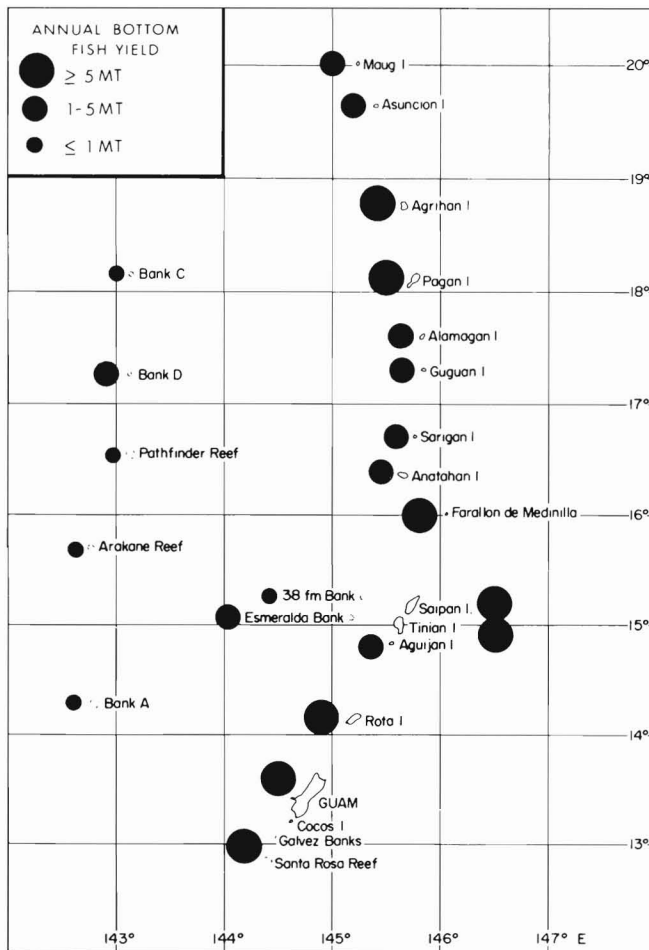 ANNUAL BOTTOM
FISH YIELD
≥ 5 MT
1-5 MT
≤ 1 MT
20°
19°
18°
17°
16°
15°
14°
13°
Maug I
Asuncion I
Agrihan I
Bank C
Pagan I
Alamagan I
Bank D
Guguan I
Sarigan I
Pathfinder Reef
Anatahan I
Farallon de Medinilla
Arakane Reef
38 fm Bank
Saipan I.
Esmeralda Bank
Tinian I
Aguijan I
Bank A
Rota I
GUAM
Cocos I
Galvez Banks
Santa Rosa Reef
143° 144° 145° 146° 147° E